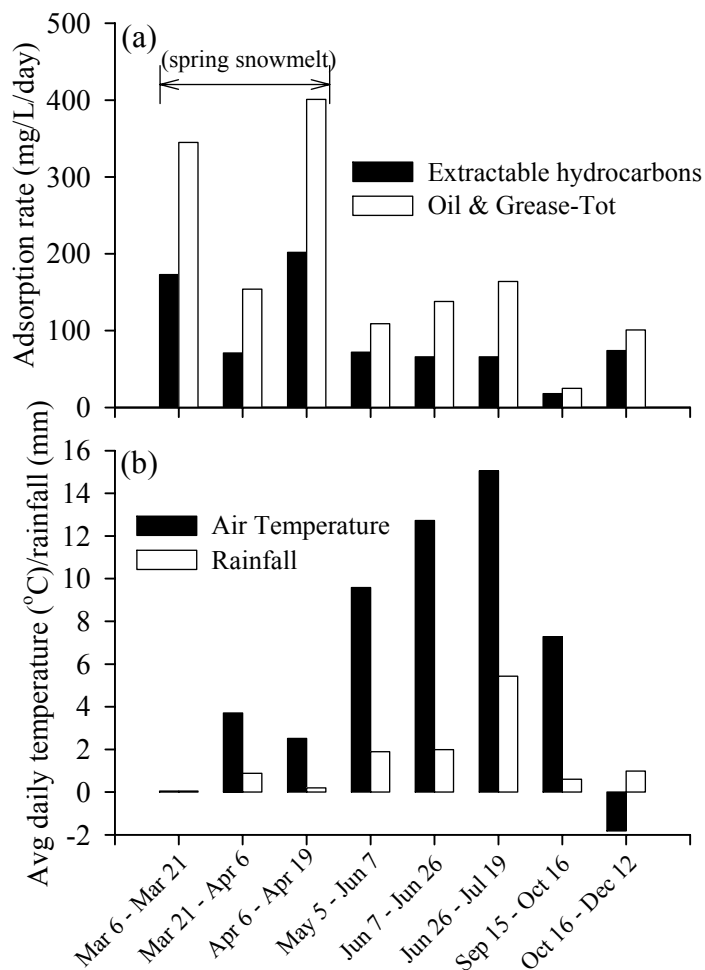 500
(a)
(spring snowmelt)
400
Extractable hydrocarbons
300
Oil & Grease-Tot
200
100
0
Adsorption rate (mg/L/day)
16
(b)
14
Air Temperature
12
Rainfall
10
8
6
4
2
0
-2
Avg daily temperature (°C)/rainfall (mm)
Mar 6 - Mar 21
Mar 21 - Apr 6
Apr 6 - Apr 19
May 5 - Jun 7
Jun 7 - Jun 26
Jun 26 - Jul 19
Sep 15 - Oct 16
Oct 16 - Dec 12